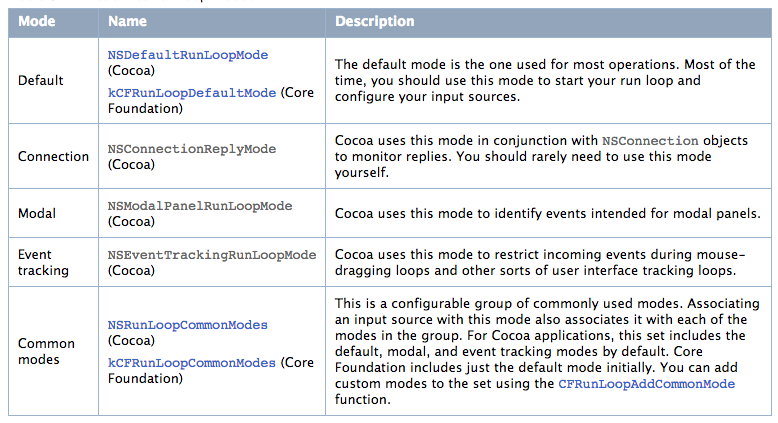 Mode Name Description
Default
NSDefaultRunLoopMode
(Cocoa)
kCFRunLoopDefaultMode (Core
Foundation)
The default mode is the one used for most operations. Most of the
time, you should use this mode to start your run loop and
configure your input sources.
Connection
NSConnectionReplyMode
(Cocoa)
Cocoa uses this mode in conjunction with NSConnection objects
to monitor replies. You should rarely need to use this mode
yourself.
Modal
NSModalPanelRunLoopMode
(Cocoa)
Cocoa uses this mode to identify events intended for modal panels.
Event
tracking
NSEventTrackingRunLoopMode
(Cocoa)
Cocoa uses this mode to restrict incoming events during mouse-
dragging loops and other sorts of user interface tracking loops.
Common
modes
NSRunLoopCommonModes
(Cocoa)
kCFRunLoopCommonModes (Core
Foundation)
This is a configurable group of commonly used modes. Associating
an input source with this mode also associates it with each of the
modes in the group. For Cocoa applications, this set includes the
default, modal, and event tracking modes by default. Core
Foundation includes just the default mode initially. You can add
custom modes to the set using the CFRunLoopAddCommonMode
function.